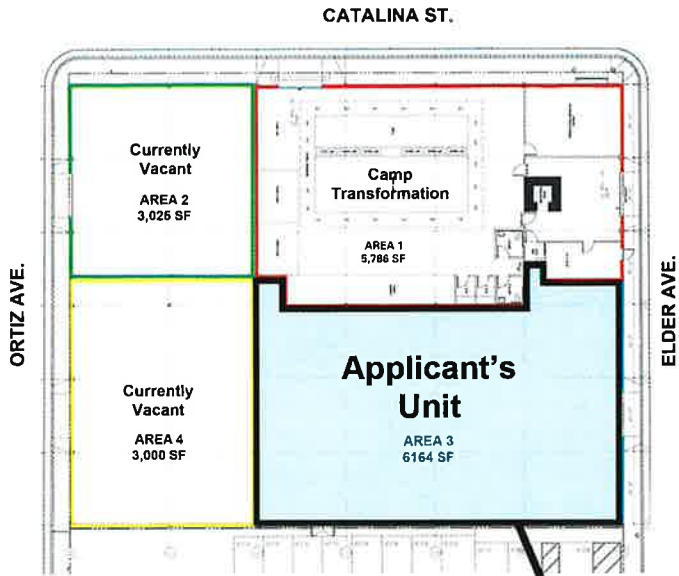 CATALINA ST.
Currently
Vacant
AREA 2
3,025 SF
Camp
Transformation
AREA 1
5,786 SF
ORTIZ AVE.
ELDER AVE.
Currently
Vacant
AREA 4
3,000 SF
Applicant's
Unit
AREA 3
6164 SF